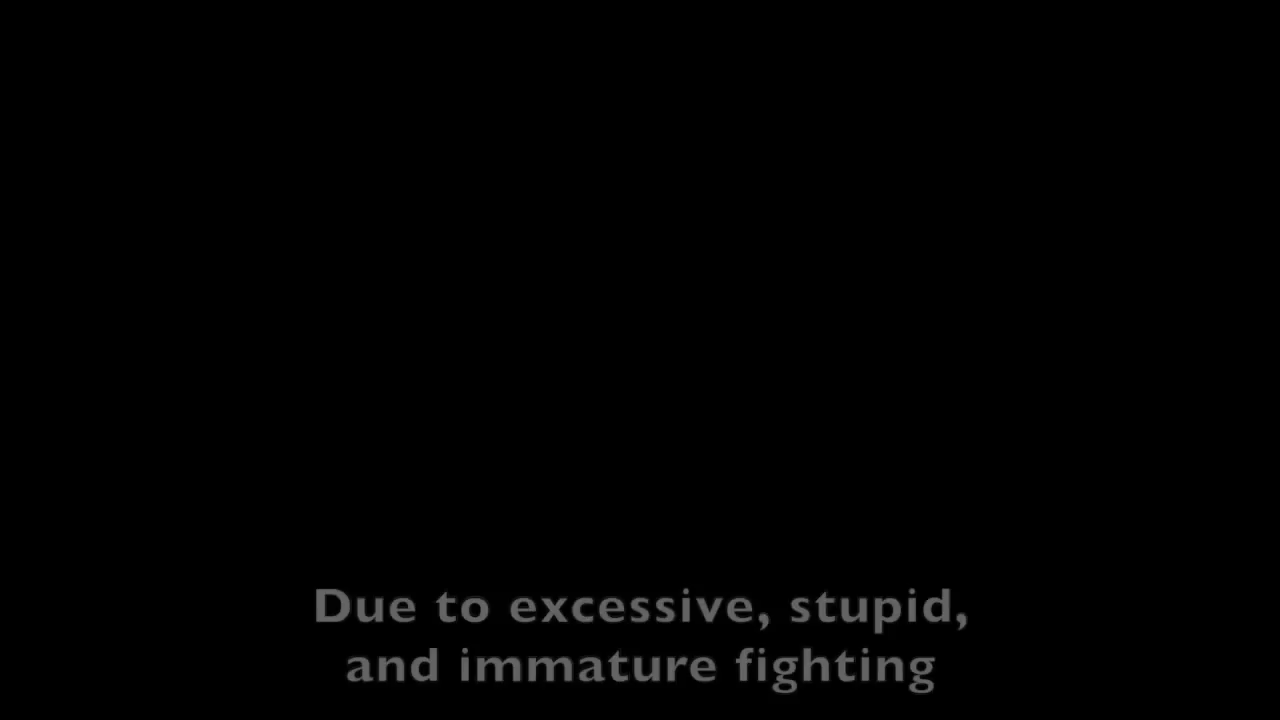 Due to excessive, stupid,
and immature fighting